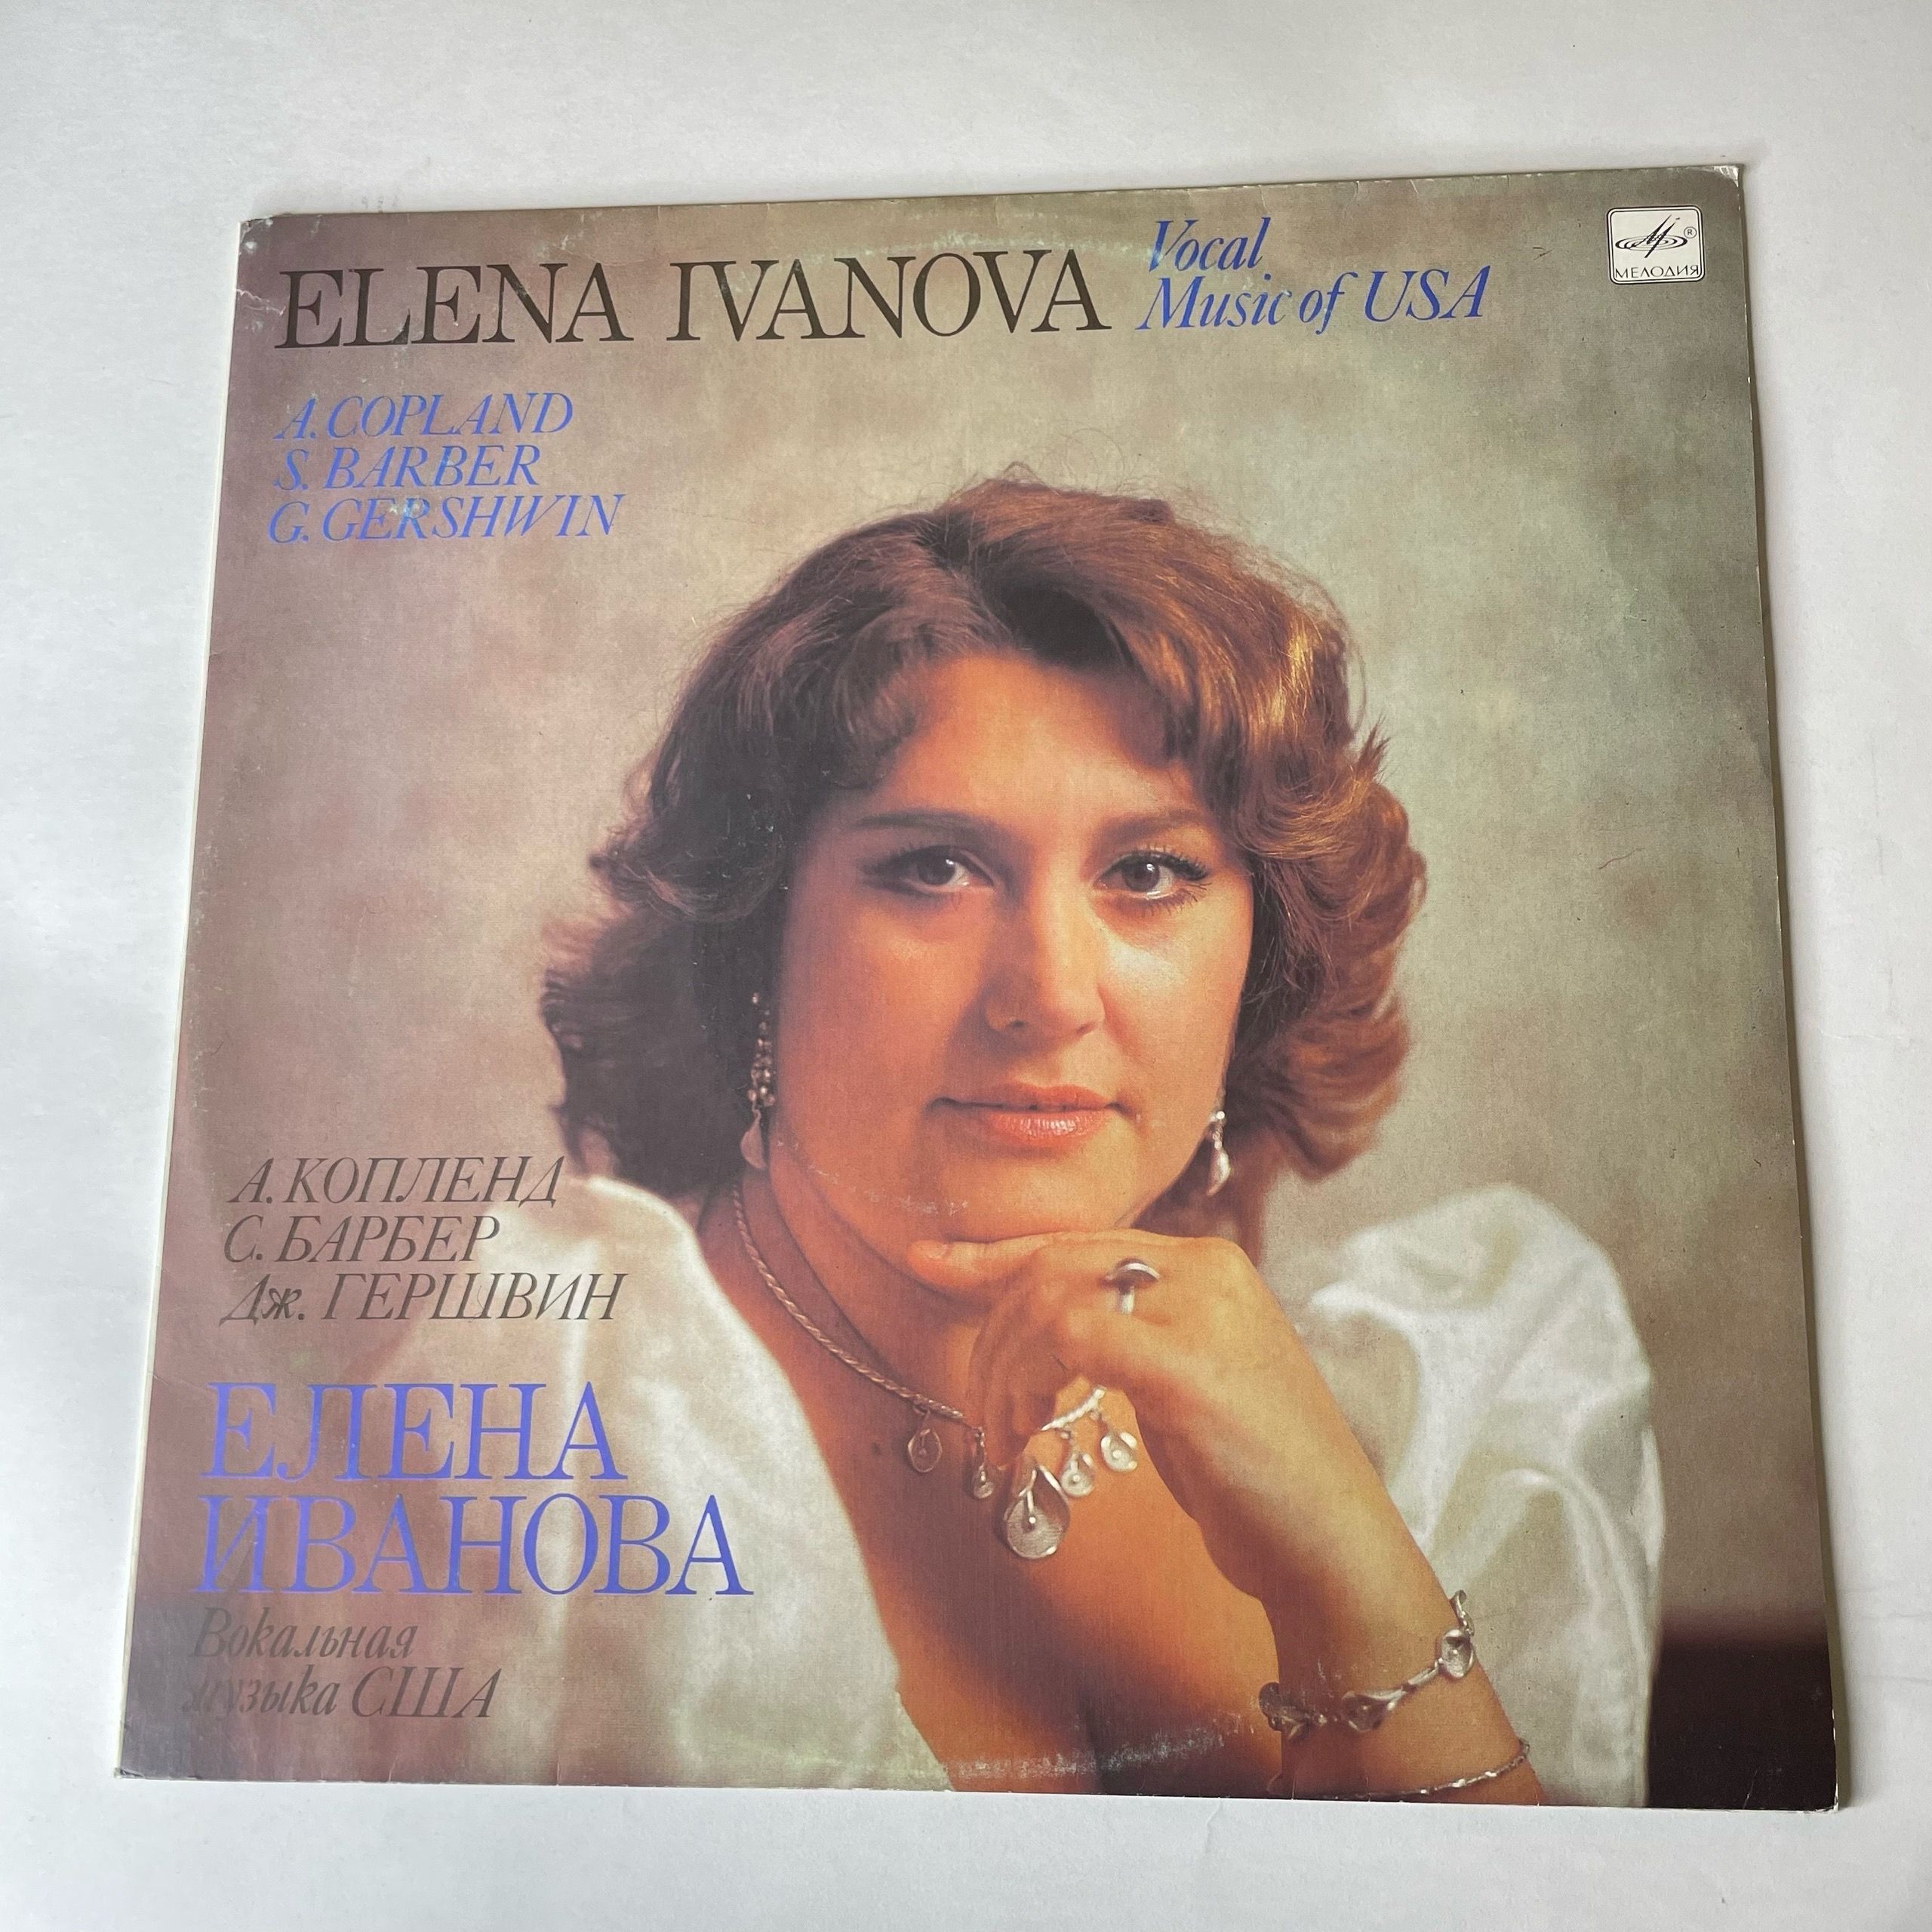 ELENA IVANOVA
Vocal
Music of USA
МЕЛОДИЯ
A. COPLAND
S. BARBER
G. GERSHWIN
А. КОПЛЕНД
С. БАРБЕР
Дж. ГЕРШВИН
ЕЛЕНА
ИВАНОВА
Вокальная
музыка США